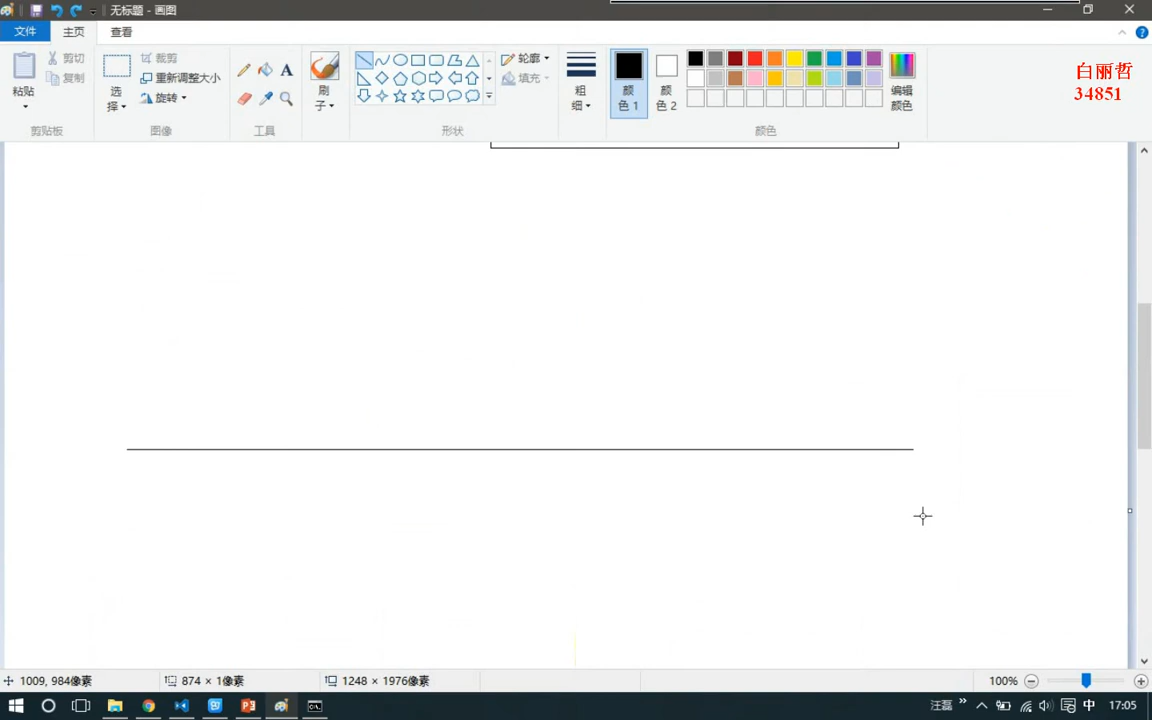 无标题 - 画图
文件 主页 查看
粘贴
剪切
复制
剪贴板
选
择
裁剪
重新调整大小
旋转
图像
A
工具
刷
子
轮廓
填充
形状
粗
细
颜
色 1
颜
色 2
编辑
颜色
颜色
白丽哲
34851
1009, 984像素 874 × 1像素 1248 × 1976像素 100%
汪磊 中 17:05